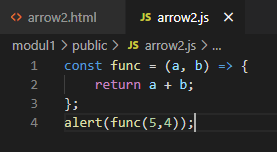 <> arrow2.html JS arrow2.js ×
modul1 > public > JS arrow2.js > ...
1 const func = (a, b) => {
2 return a + b;
3 };
4 alert(func(5,4));